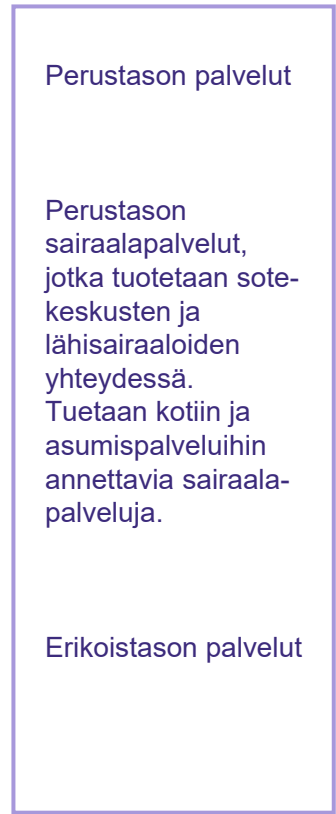 Perustason palvelut
Perustason
sairaalapalvelut,
jotka tuotetaan sote-
keskusten ja
lähisairaaloiden
yhteydessä.
Tuetaan kotiin ja
asumispalveluihin
annettavia sairaala-
palveluja.
Erikoistason palvelut